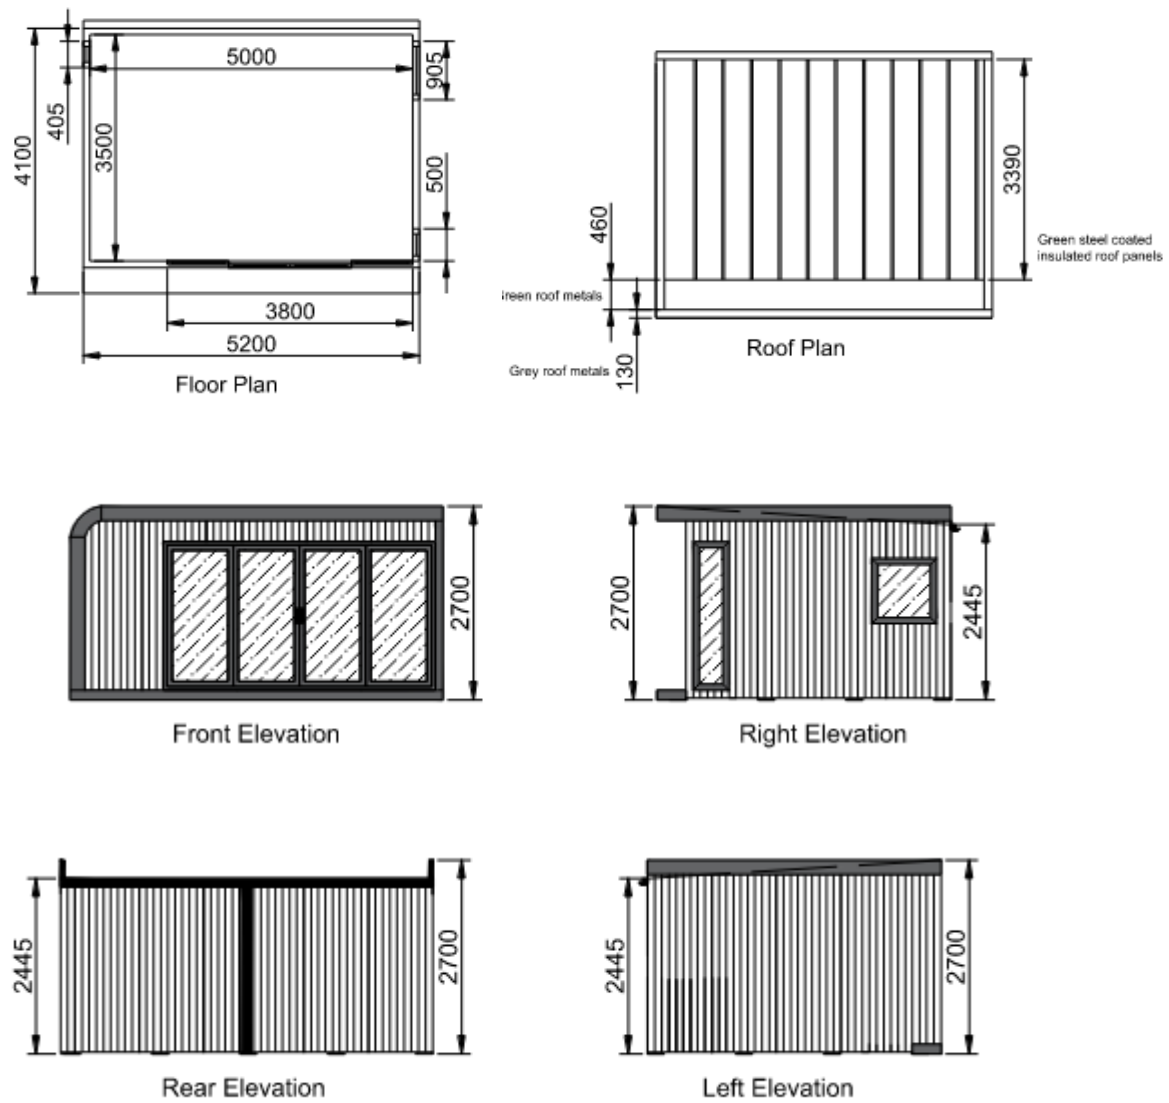 5000
905
405
4100
3500
500
3800
5200
Floor Plan
3390
460
Green steel coated
insulated roof panels
reen roof metals
Grey roof metals
130
Roof Plan
2700
Front Elevation
2700
2445
Right Elevation
2445
2700
Rear Elevation
2445
2700
Left Elevation